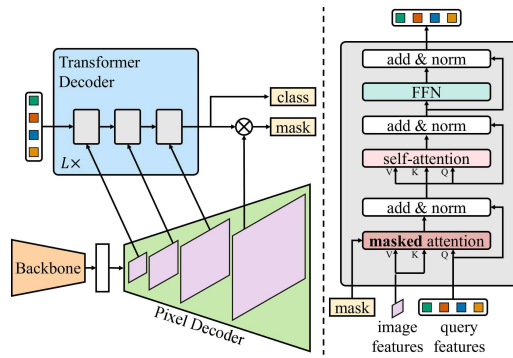 Transformer
Decoder
L×
class
mask
Backbone
Pixel Decoder
add & norm
FFN
add & norm
self-attention
V K Q
add & norm
masked attention
V K Q
mask
image
features
query
features